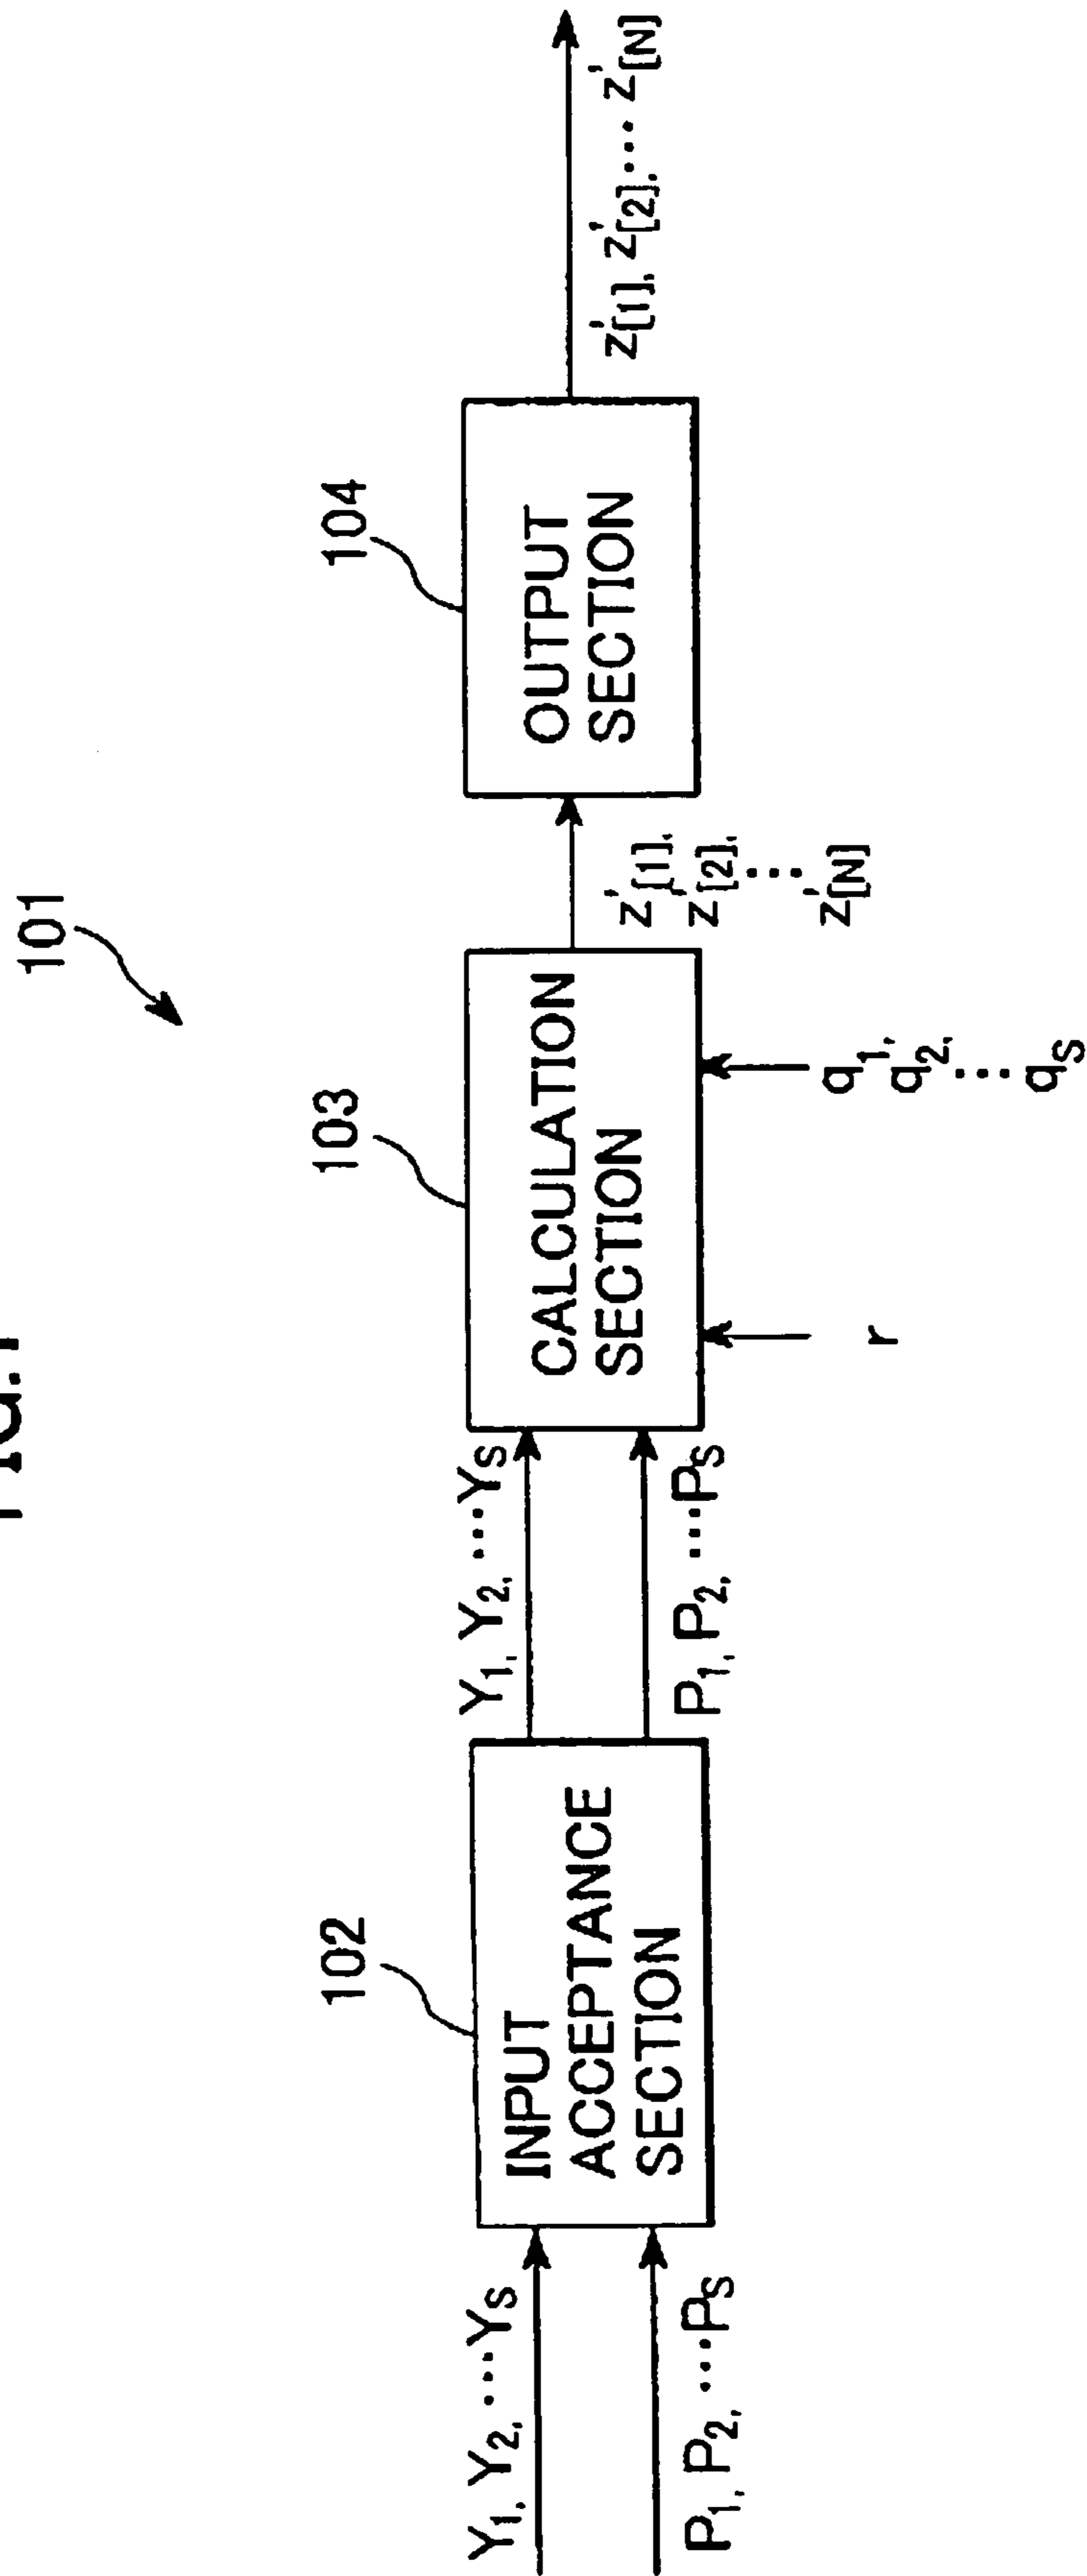 FIG.1
101
102
103
104
Y1, Y2, ...YS
P1, P2, ...PS
INPUT
ACCEPTANCE
SECTION
Y1, Y2, ...YS
P1, P2, ...PS
CALCULATION
SECTION
r
q1,
q2,
...
qS
z'[1],
z'[2],
...
z'[N]
OUTPUT
SECTION
z'[1], z'[2], ... z'[N]